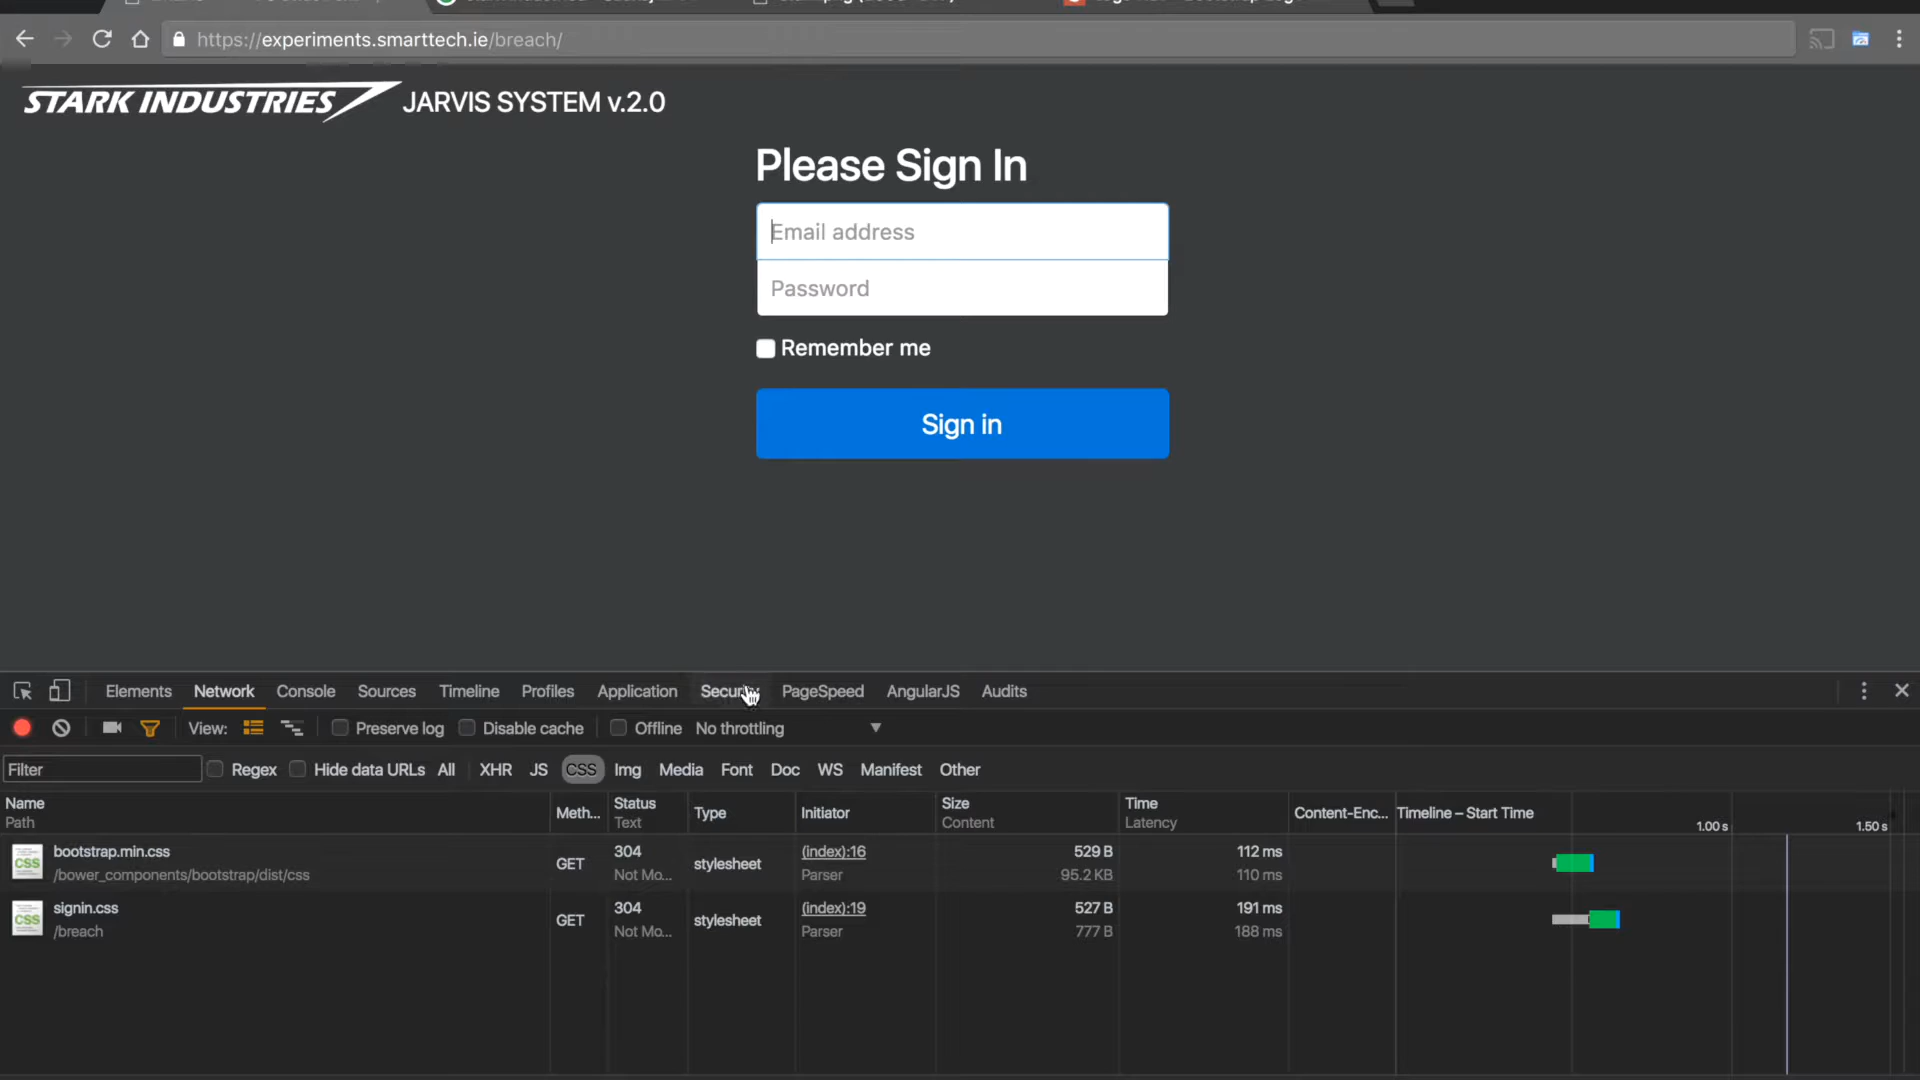 https://experiments.smarttech.ie/breach/
STARK INDUSTRIES JARVIS SYSTEM v.2.0
Please Sign In
Email address
Password
Remember me
Sign in
Elements Network Console Sources Timeline Profiles Application Security PageSpeed AngularJS Audits
View: Preserve log Disable cache Offline No throttling
Filter Regex Hide data URLs All XHR JS CSS Img Media Font Doc WS Manifest Other
Name Meth... Status Type Initiator Size Time Content-Enc... Timeline – Start Time
Path Text Content Latency 1.00 s 1.50 s
CSS bootstrap.min.css GET 304 stylesheet (index):16 529 B 112 ms
/bower_components/bootstrap/dist/css Not Mo... Parser 95.2 KB 110 ms
CSS signin.css GET 304 stylesheet (index):19 527 B 191 ms
/breach Not Mo... Parser 777 B 188 ms